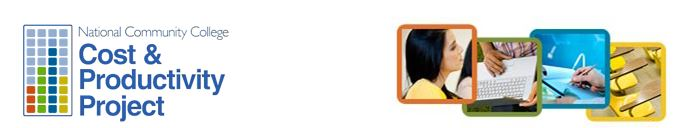 National Community College
Cost &
Productivity
Project